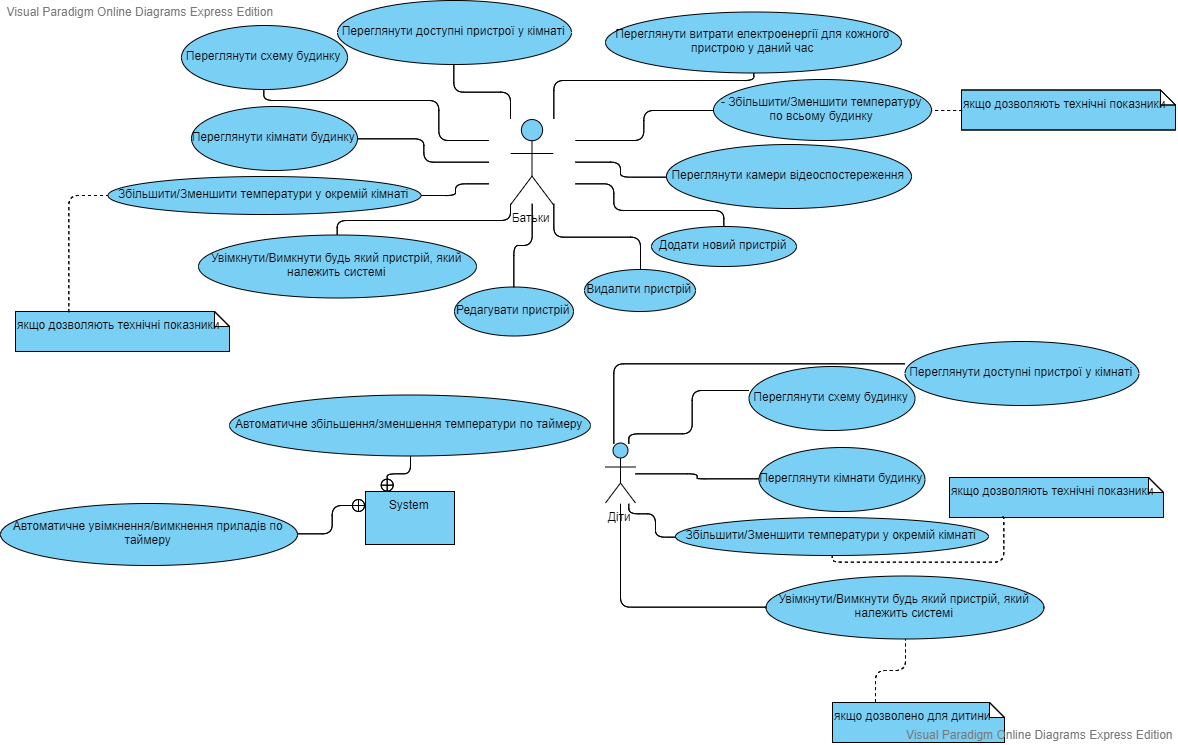 Visual Paradigm Online Diagrams Express Edition
Переглянути доступні пристрої у кімнаті
Переглянути витрати електроенергії для кожного
пристрою у даний час
Переглянути схему будинку
- Збільшити/Зменшити температуру
по всьому будинку
якщо дозволяють технічні показники
Переглянути кімнати будинку
Переглянути камери відеоспостереження
Збільшити/Зменшити температури у окремій кімнаті
Батьки
Додати новий пристрій
Увімкнути/Вимкнути будь який пристрій, який
належить системі
Видалити пристрій
Редагувати пристрій
якщо дозволяють технічні показники
Переглянути доступні пристрої у кімнаті
Переглянути схему будинку
Автоматичне збільшення/зменшення температури по таймеру
Переглянути кімнати будинку
якщо дозволяють технічні показники
System
Діти
Автоматичне увімкнення/вимкнення приладів по
таймеру
Збільшити/Зменшити температури у окремій кімнаті
Увімкнути/Вимкнути будь який пристрій, який
належить системі
якщо дозволено для дитини
Visual Paradigm Online Diagrams Express Edition